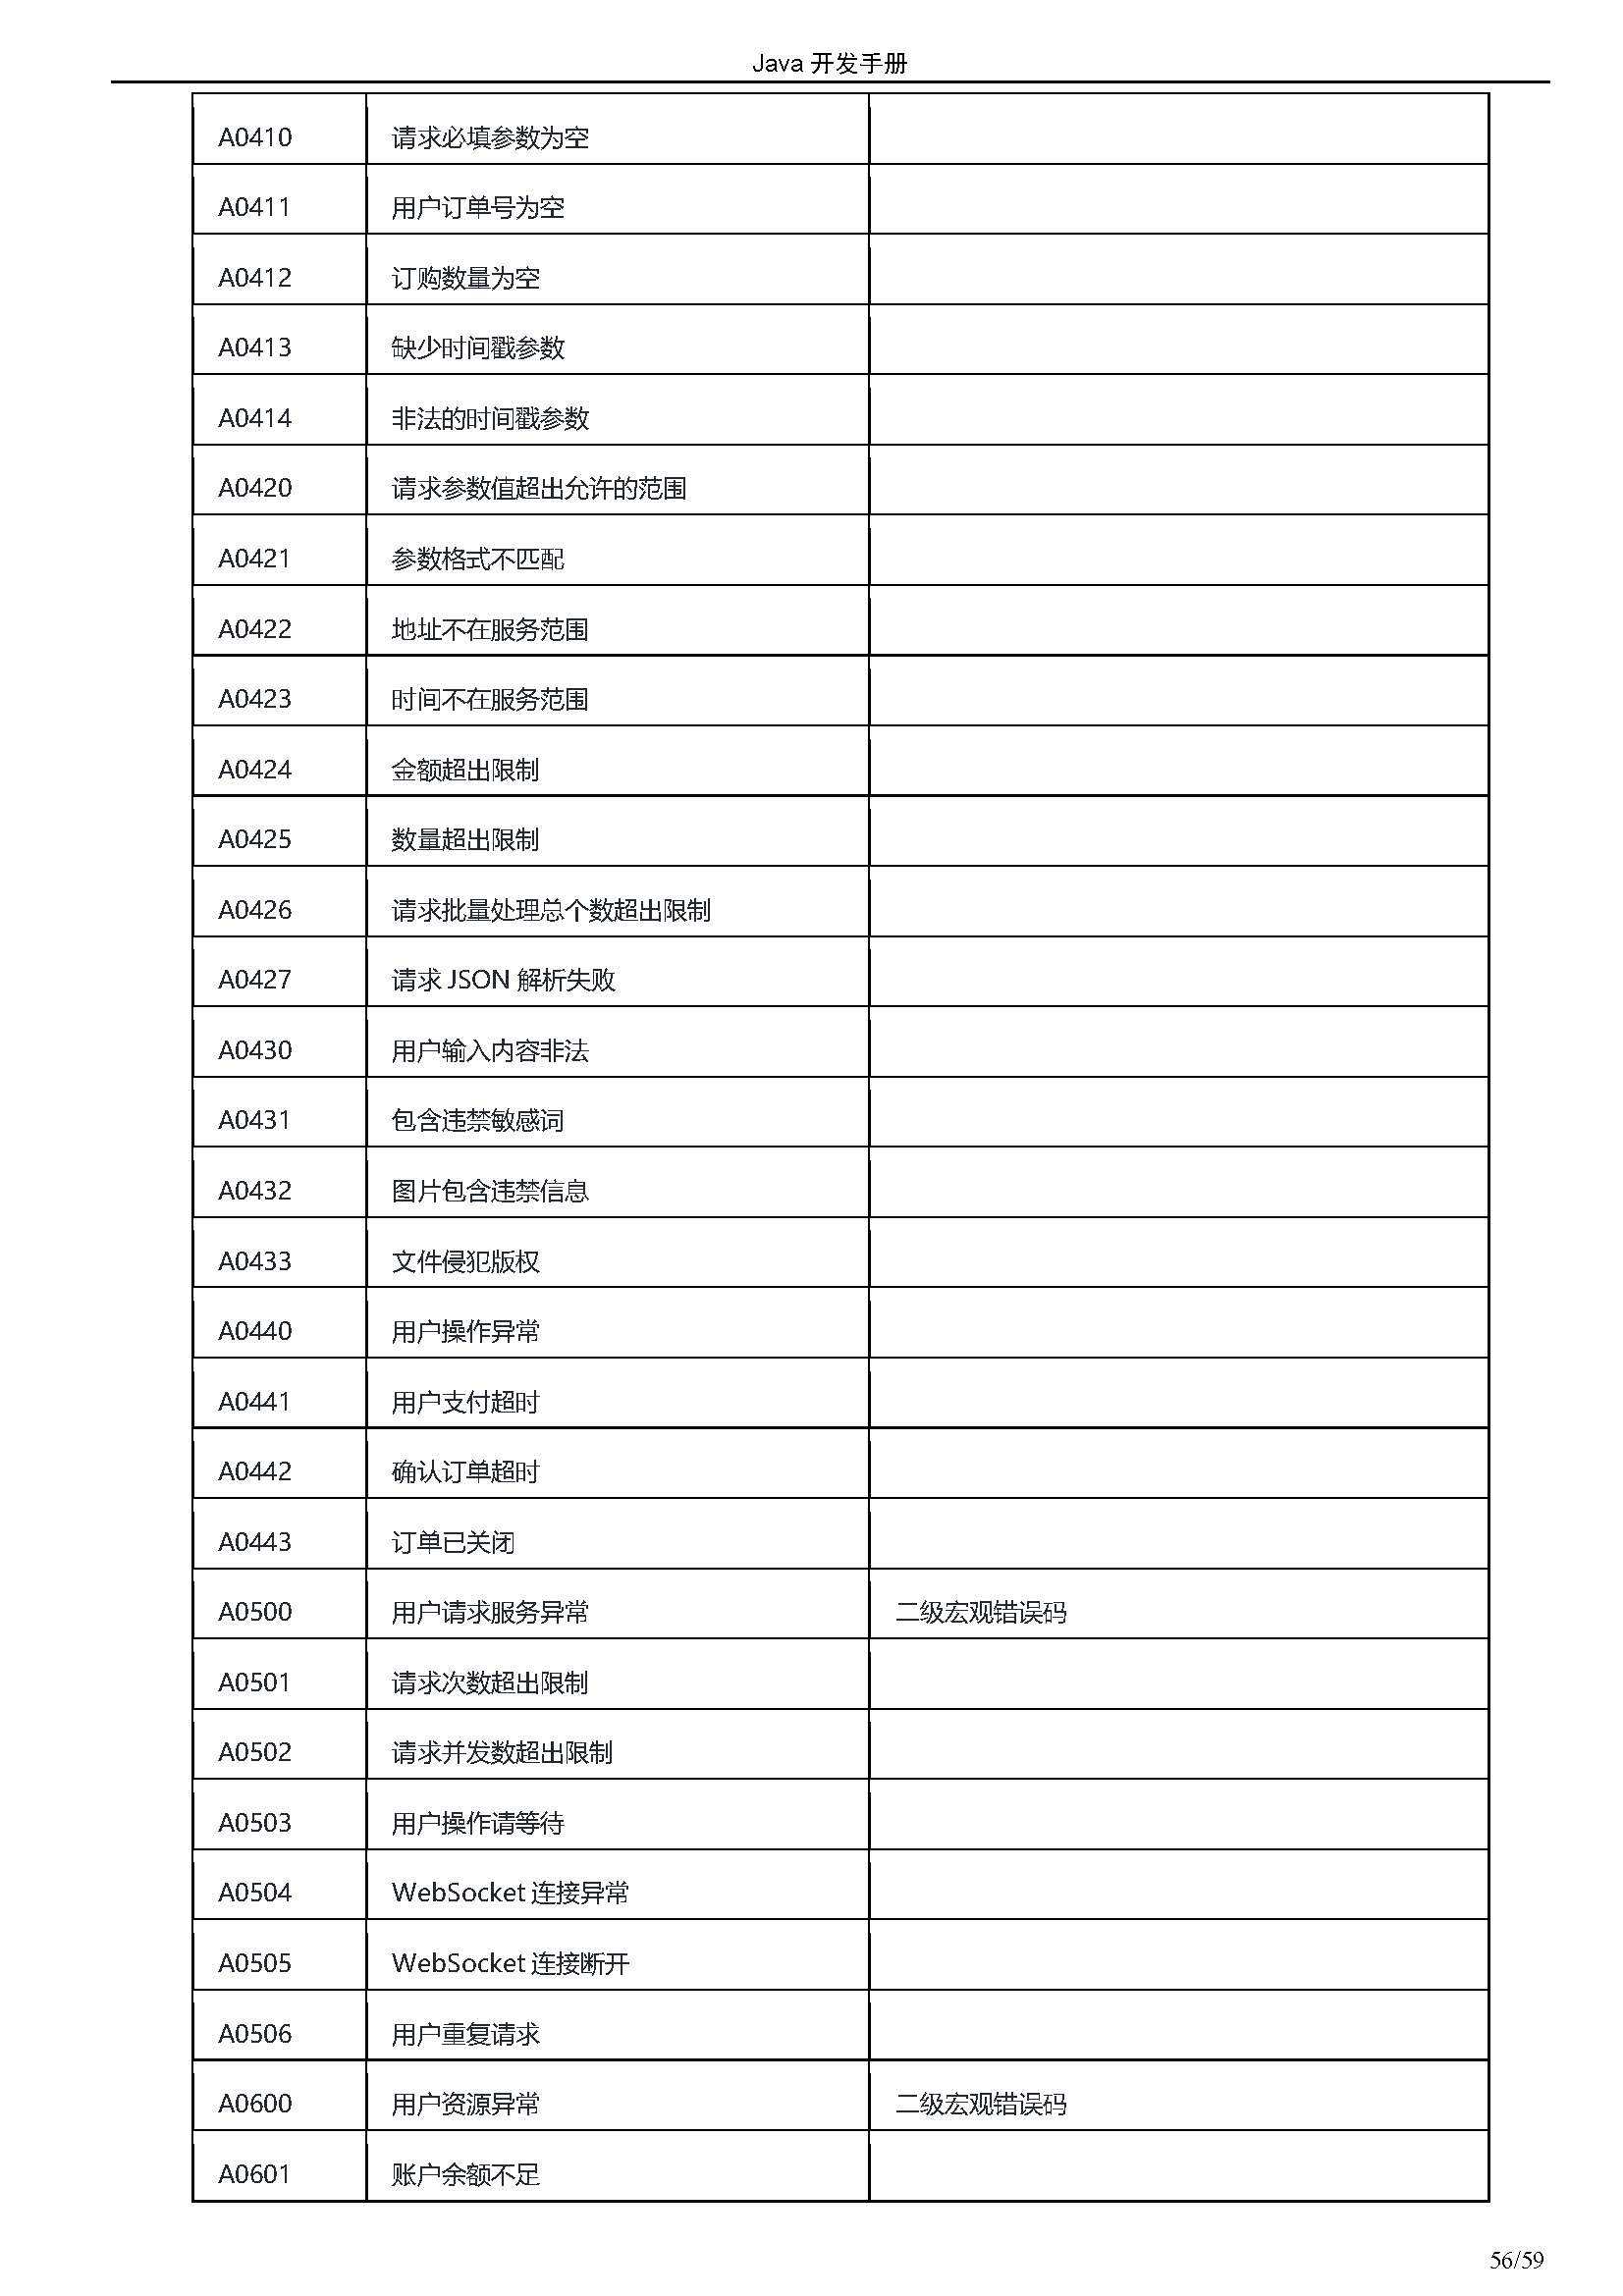 Java 开发手册
A0410 请求必填参数为空
A0411 用户订单号为空
A0412 订购数量为空
A0413 缺少时间戳参数
A0414 非法的时间戳参数
A0420 请求参数值超出允许的范围
A0421 参数格式不匹配
A0422 地址不在服务范围
A0423 时间不在服务范围
A0424 金额超出限制
A0425 数量超出限制
A0426 请求批量处理总个数超出限制
A0427 请求 JSON 解析失败
A0430 用户输入内容非法
A0431 包含违禁敏感词
A0432 图片包含违禁信息
A0433 文件侵犯版权
A0440 用户操作异常
A0441 用户支付超时
A0442 确认订单超时
A0443 订单已关闭
A0500 用户请求服务异常 二级宏观错误码
A0501 请求次数超出限制
A0502 请求并发数超出限制
A0503 用户操作请等待
A0504 WebSocket 连接异常
A0505 WebSocket 连接断开
A0506 用户重复请求
A0600 用户资源异常 二级宏观错误码
A0601 账户余额不足
56/59